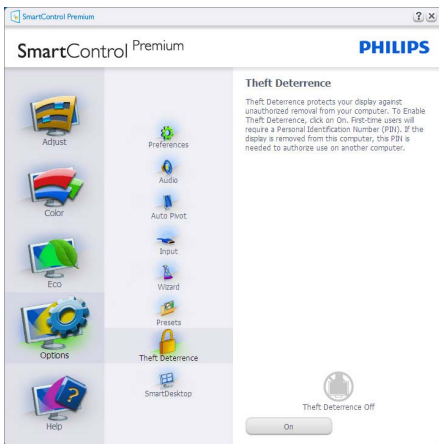 SmartControl Premium
? ×
SmartControl Premium
PHILIPS
Adjust
Color
Eco
Options
Help
Preferences
Audio
Auto Pivot
Input
Wizard
Presets
Theft Deterrence
SmartDesktop
Theft Deterrence
Theft Deterrence protects your display against
unauthorized removal from your computer. To Enable
Theft Deterrence, click on On. First-time users will
require a Personal Identification Number (PIN). If the
display is removed from this computer, this PIN is
needed to authorize use on another computer.
Theft Deterrence Off
On